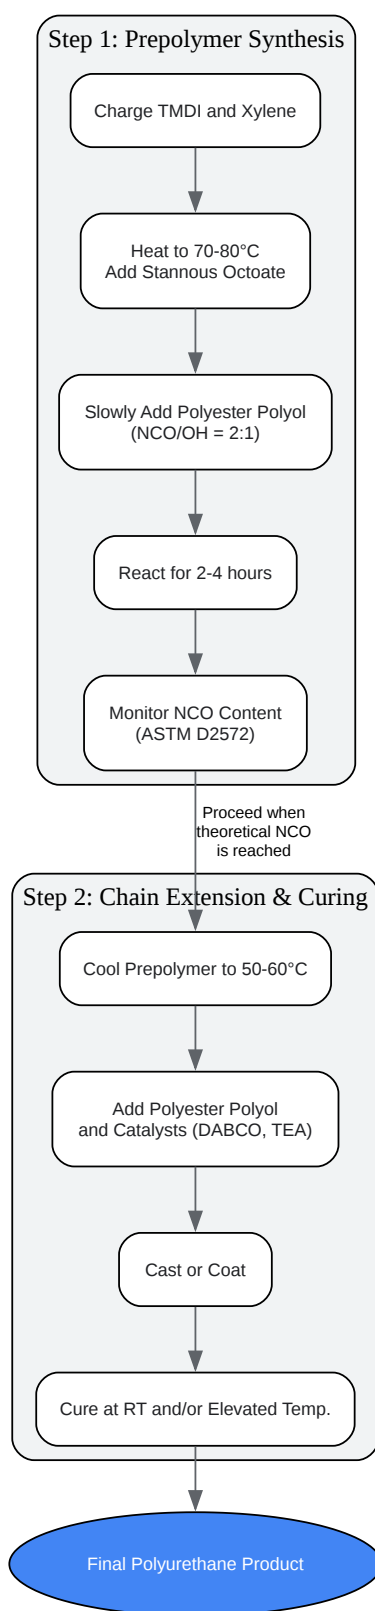 Step 1: Prepolymer Synthesis
Charge TMDI and Xylene
Heat to 70-80°C
Add Stannous Octoate
Slowly Add Polyester Polyol
(NCO/OH = 2:1)
React for 2-4 hours
Monitor NCO Content
(ASTM D2572)
Proceed when
theoretical NCO
is reached
Step 2: Chain Extension & Curing
Cool Prepolymer to 50-60°C
Add Polyester Polyol
and Catalysts (DABCO, TEA)
Cast or Coat
Cure at RT and/or Elevated Temp.
Final Polyurethane Product